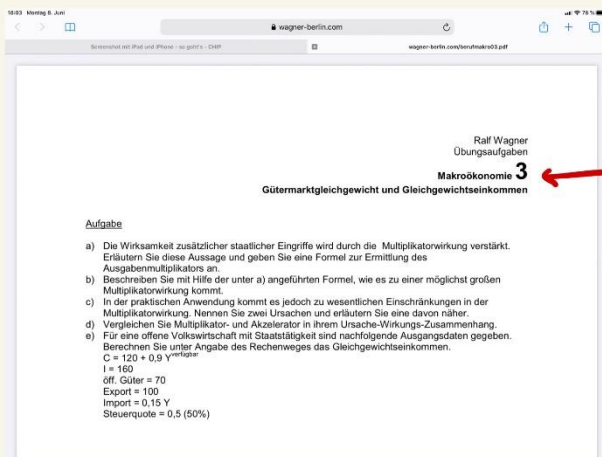 18:03 Montag 8. Juni
78 %
wagner-berlin.com
Screenshot mit iPad und iPhone - so geht's - CHIP
wagner-berlin.com/berufmakro03.pdf
Ralf Wagner
Übungsaufgaben
Makroökonomie 3
Gütermarktgleichgewicht und Gleichgewichtseinkommen
Aufgabe
a) Die Wirksamkeit zusätzlicher staatlicher Eingriffe wird durch die Multiplikatorwirkung verstärkt.
Erläutern Sie diese Aussage und geben Sie eine Formel zur Ermittlung des
Ausgabenmultiplikators an.
b) Beschreiben Sie mit Hilfe der unter a) angeführten Formel, wie es zu einer möglichst großen
Multiplikatorwirkung kommt.
c) In der praktischen Anwendung kommt es jedoch zu wesentlichen Einschränkungen in der
Multiplikatorwirkung. Nennen Sie zwei Ursachen und erläutern Sie eine davon näher.
d) Vergleichen Sie Multiplikator- und Akzelerator in ihrem Ursache-Wirkungs-Zusammenhang.
e) Für eine offene Volkswirtschaft mit Staatstätigkeit sind nachfolgende Ausgangsdaten gegeben.
Berechnen Sie unter Angabe des Rechenweges das Gleichgewichtseinkommen.
C = 120 + 0,9 Y verfügbar
I = 160
öff. Güter = 70
Export = 100
Import = 0,15 Y
Steuerquote = 0,5 (50%)